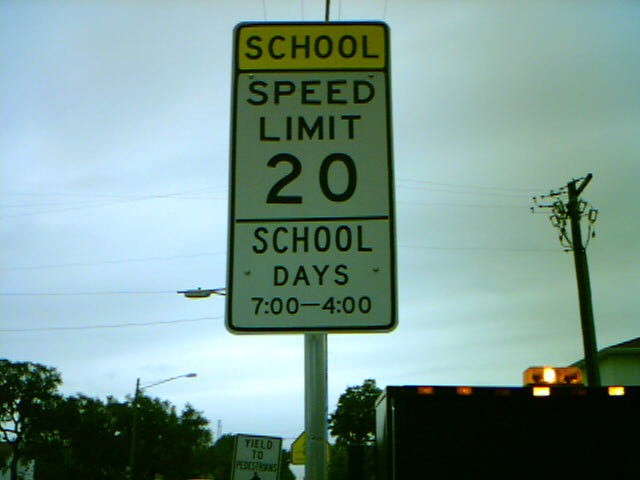 SCHOOL
SPEED
LIMIT
20
SCHOOL
DAYS
7:00—4:00
YIELD
TO
PEDESTRIANS